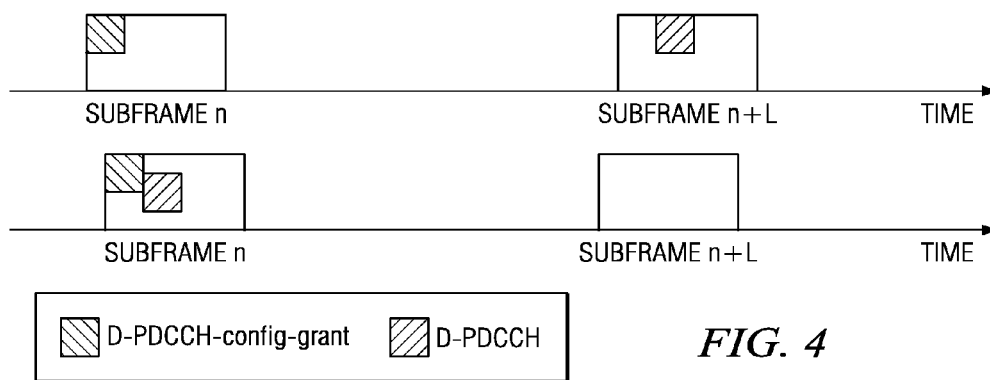 SUBFRAME n SUBFRAME n+L TIME
SUBFRAME n SUBFRAME n+L TIME
D-PDCCH-config-grant D-PDCCH
FIG. 4